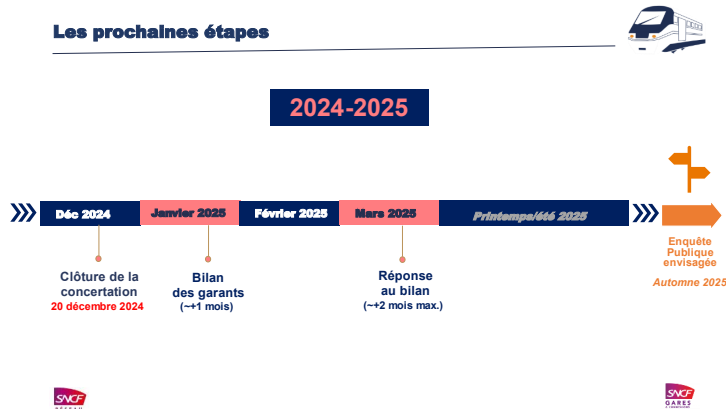 Les prochaines étapes
2024-2025
Déc 2024
Janvier 2025
Février 2025
Mars 2025
Printemps/été 2025
Clôture de la
concertation
20 décembre 2024
Bilan
des garants
(~+1 mois)
Réponse
au bilan
(~+2 mois max.)
Enquête
Publique
envisagée
Automne 2025
SNCF
RÉSEAU
SNCF
GARES